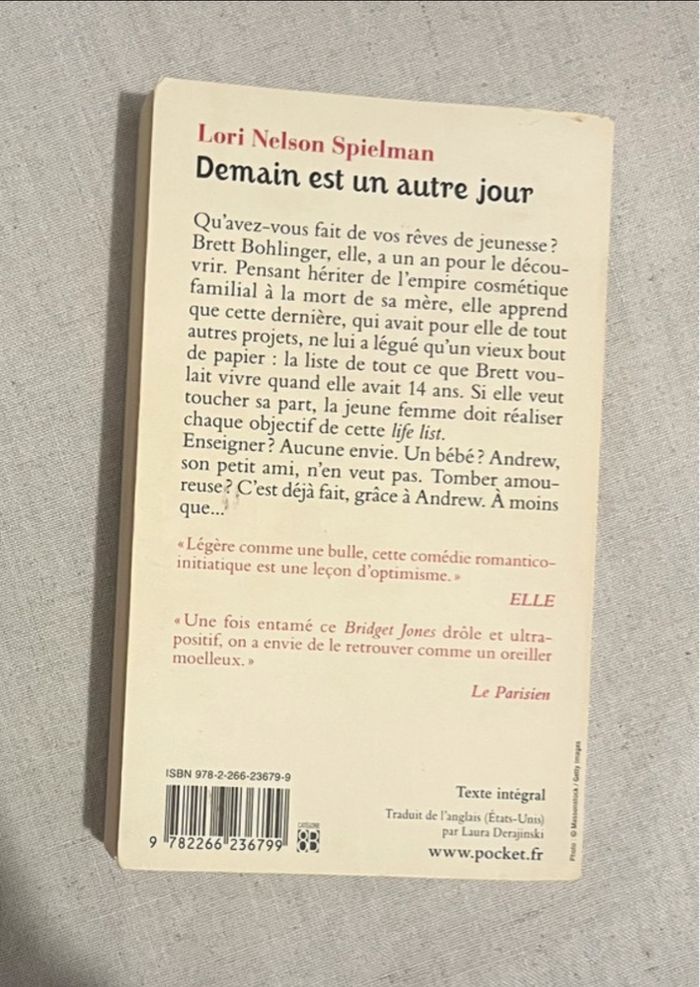 Lori Nelson Spielman
Demain est un autre jour
Qu'avez-vous fait de vos rêves de jeunesse ?
Brett Bohlinger, elle, a un an pour le décou-
vrir. Pensant hériter de l'empire cosmétique
familial à la mort de sa mère, elle apprend
que cette dernière, qui avait pour elle de tout
autres projets, ne lui a légué qu'un vieux bout
de papier : la liste de tout ce que Brett vou-
lait vivre quand elle avait 14 ans. Si elle veut
toucher sa part, la jeune femme doit réaliser
chaque objectif de cette life list.
Enseigner ? Aucune envie. Un bébé ? Andrew,
son petit ami, n'en veut pas. Tomber amou-
reuse ? C'est déjà fait, grâce à Andrew. À moins
que...
« Légère comme une bulle, cette comédie romantico-
initiatique est une leçon d'optimisme. »
ELLE
« Une fois entamé ce Bridget Jones drôle et ultra-
positif, on a envie de le retrouver comme un oreiller
moelleux. »
Le Parisien
ISBN 978-2-266-23679-9
9 782266 236799
CATÉGORIE
8B
Texte intégral
Traduit de l'anglais (États-Unis)
par Laura Derajinski
www.pocket.fr
Photo : © Massonstock / Getty Images